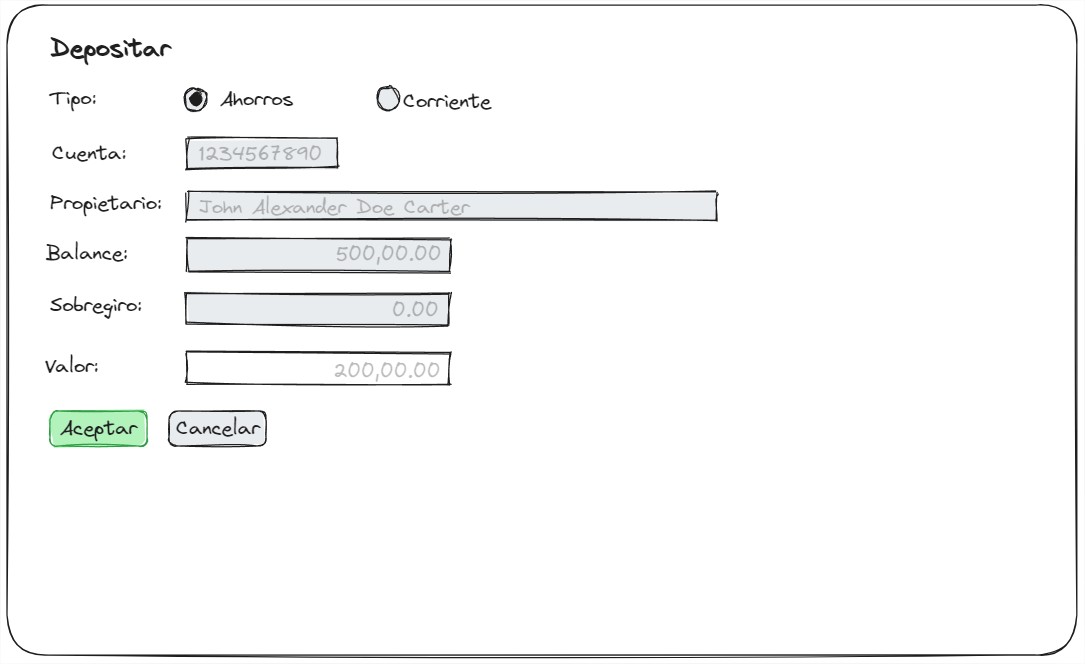 Depositar
Tipo: Ahorros Corriente
Cuenta: 1234567890
Propietario: John Alexander Doe Carter
Balance: 500,00.00
Sobregiro: 0.00
Valor: 200,00.00
Aceptar Cancelar